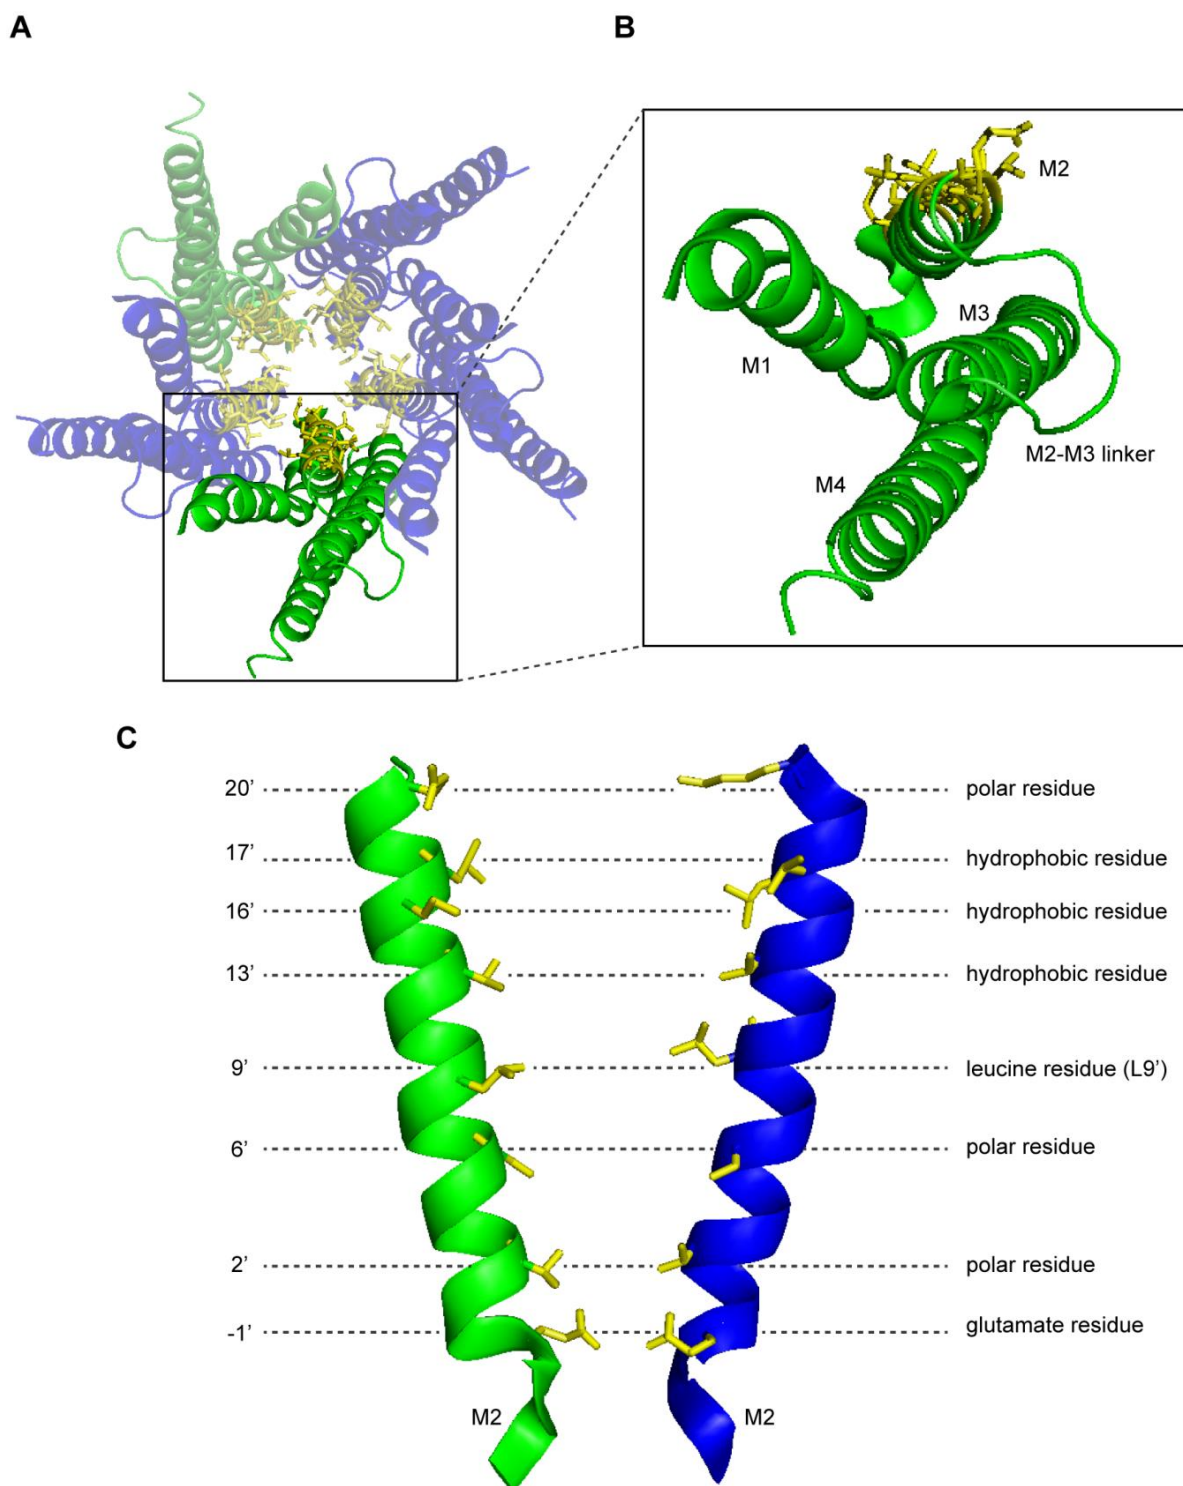 A
B
M2
M3
M1
M2-M3 linker
M4
C
20’ polar residue
17’ hydrophobic residue
16’ hydrophobic residue
13’ hydrophobic residue
9’ leucine residue (L9’)
6’ polar residue
2’ polar residue
-1’ glutamate residue
M2 M2